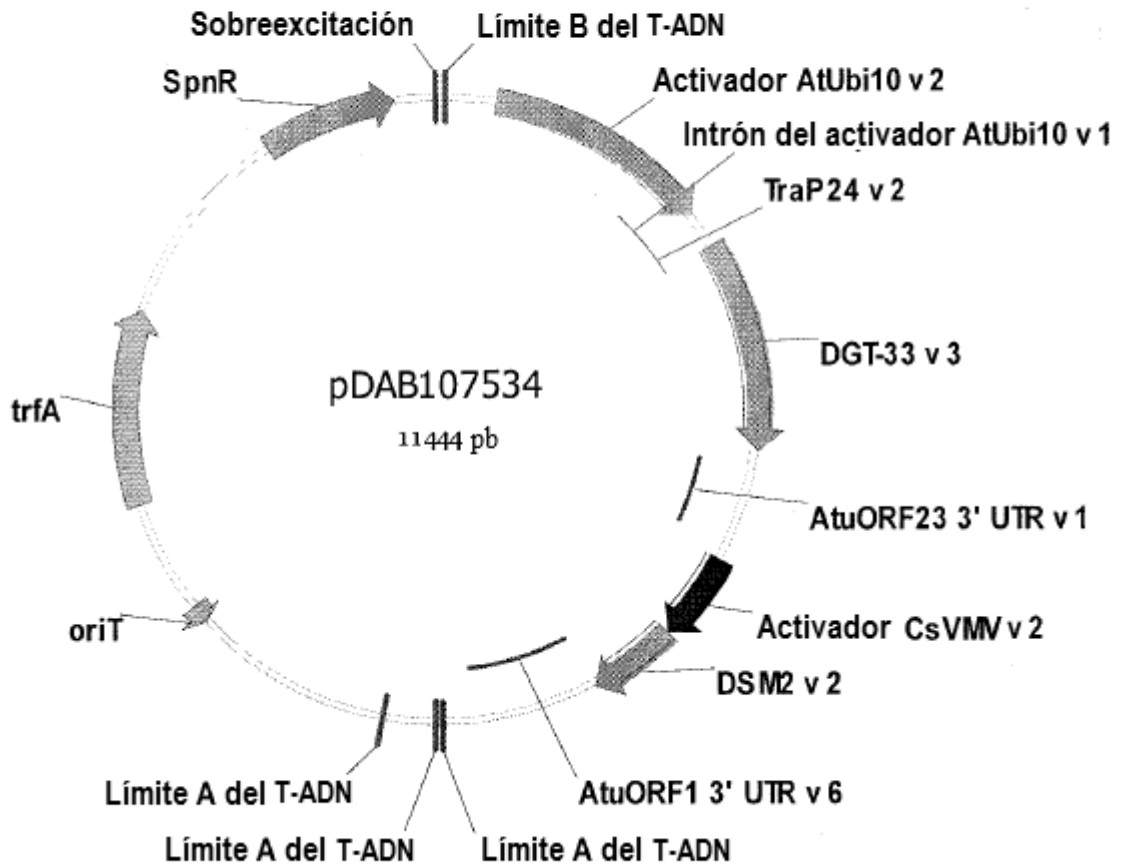 Sobreexcitación
Límite B del T-ADN
SpnR
Activador AtUbi10 v 2
Intrón del activador AtUbi10 v 1
TraP24 v 2
DGT-33 v 3
pDAB107534
11444 pb
trfA
AtuORF23 3' UTR v 1
Activador CsVMV v 2
oriT
DSM2 v 2
Límite A del T-ADN
AtuORF1 3' UTR v 6
Límite A del T-ADN
Límite A del T-ADN